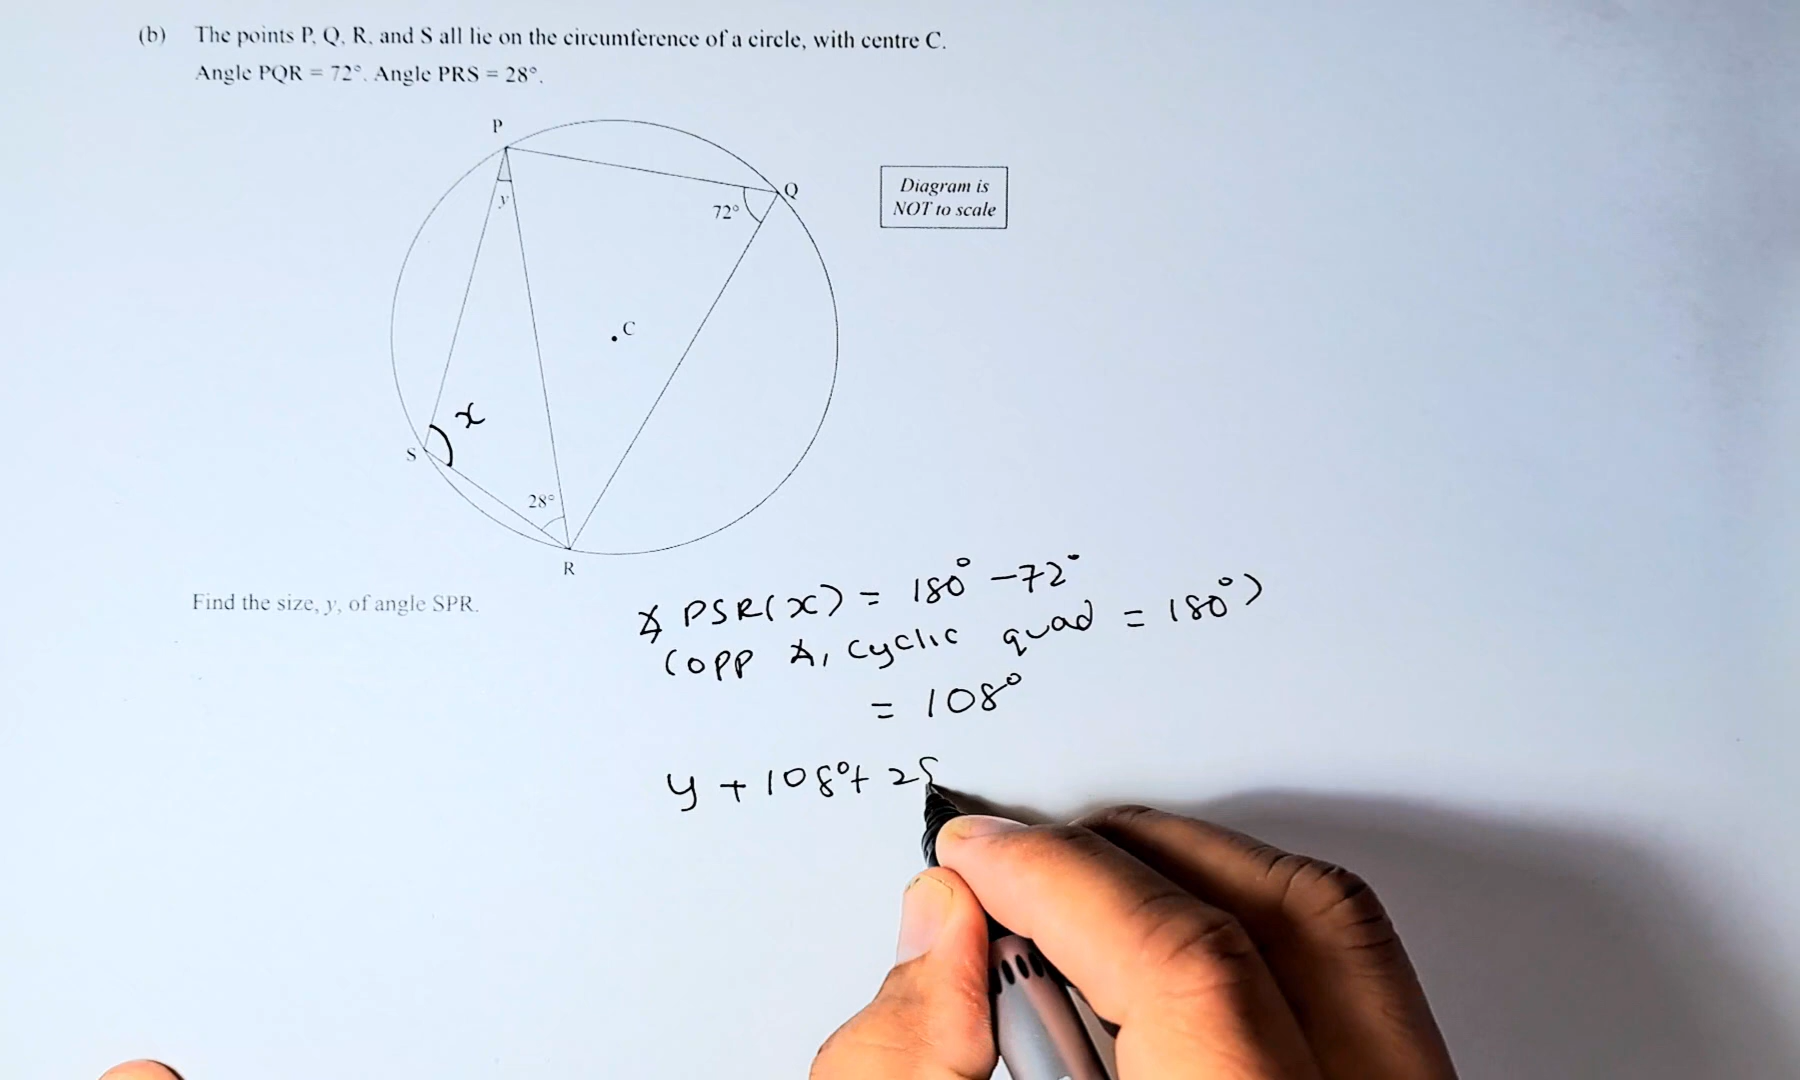 (b) The points P, Q, R, and S all lie on the circumference of a circle, with centre C.
Angle PQR = 72°. Angle PRS = 28°.
P
Q
y
72°
Diagram is
NOT to scale
C
x
S
28°
R
Find the size, y, of angle SPR.
∡ PSR(x) = 180° - 72°
(opp ∡, cyclic quad = 180°)
= 108°
y + 108° + 28